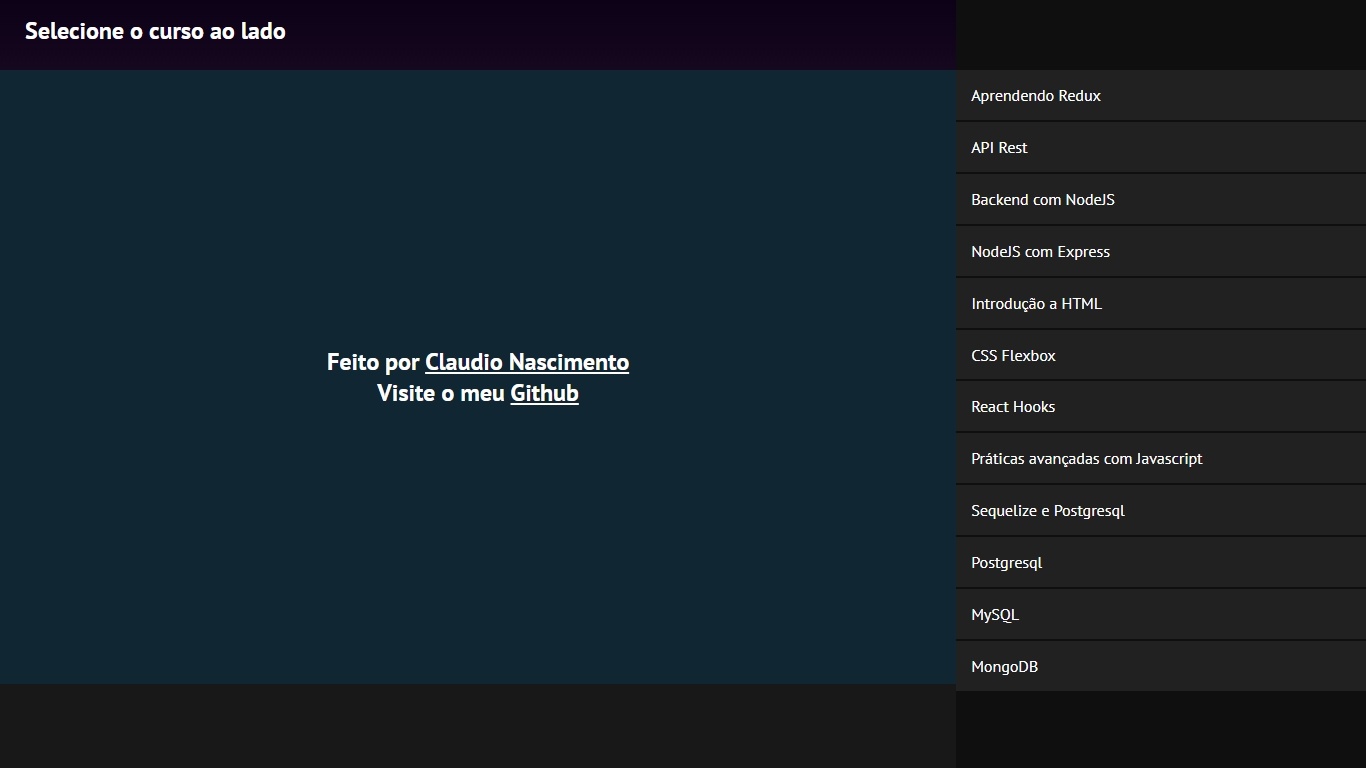 Selecione o curso ao lado
Feito por Claudio Nascimento
Visite o meu Github
Aprendendo Redux
API Rest
Backend com NodeJS
NodeJS com Express
Introdução a HTML
CSS Flexbox
React Hooks
Práticas avançadas com Javascript
Sequelize e Postgresql
Postgresql
MySQL
MongoDB